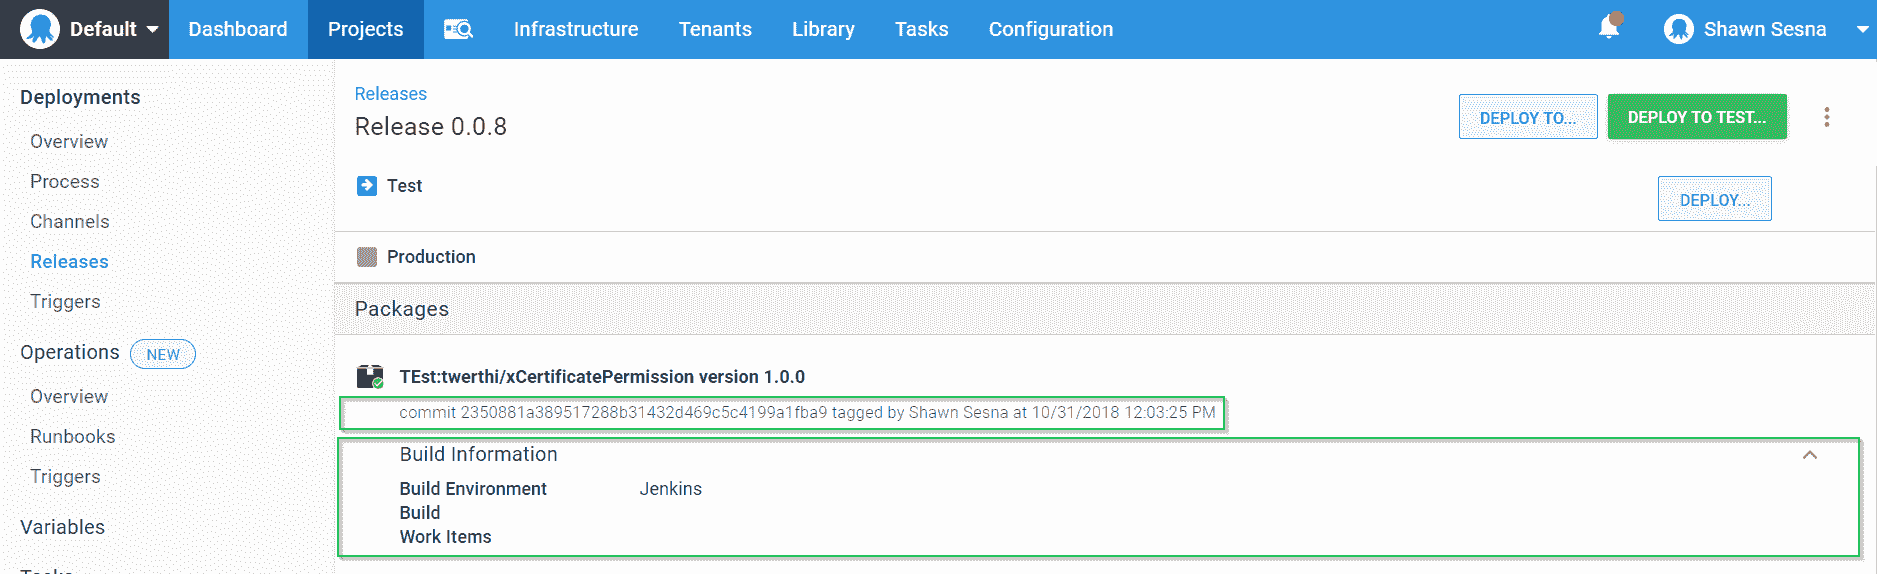 Default Dashboard Projects Infrastructure Tenants Library Tasks Configuration Shawn Sesna
Deployments
Overview
Process
Channels
Releases
Triggers
Operations NEW
Overview
Runbooks
Triggers
Variables
Tasks
Releases
Release 0.0.8
DEPLOY TO...
DEPLOY TO TEST...
Test
DEPLOY...
Production
Packages
TEst:twerthi/xCertificatePermission version 1.0.0
commit 2350881a389517288b31432d469c5c4199a1fba9 tagged by Shawn Sesna at 10/31/2018 12:03:25 PM
Build Information
Build Environment Jenkins
Build
Work Items